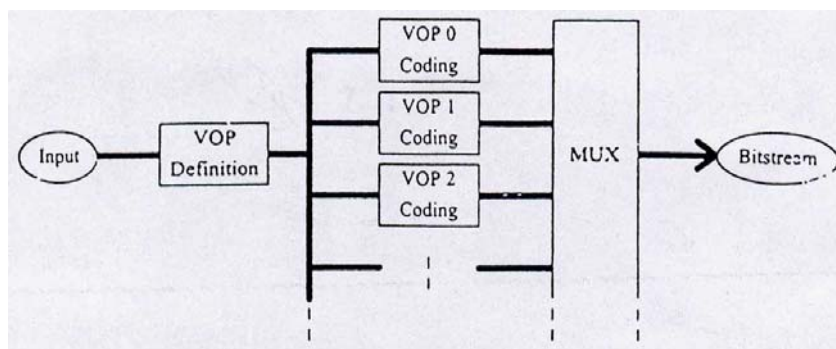 Input
VOP
Definition
VOP 0
Coding
VOP 1
Coding
VOP 2
Coding
MUX
Bitstream